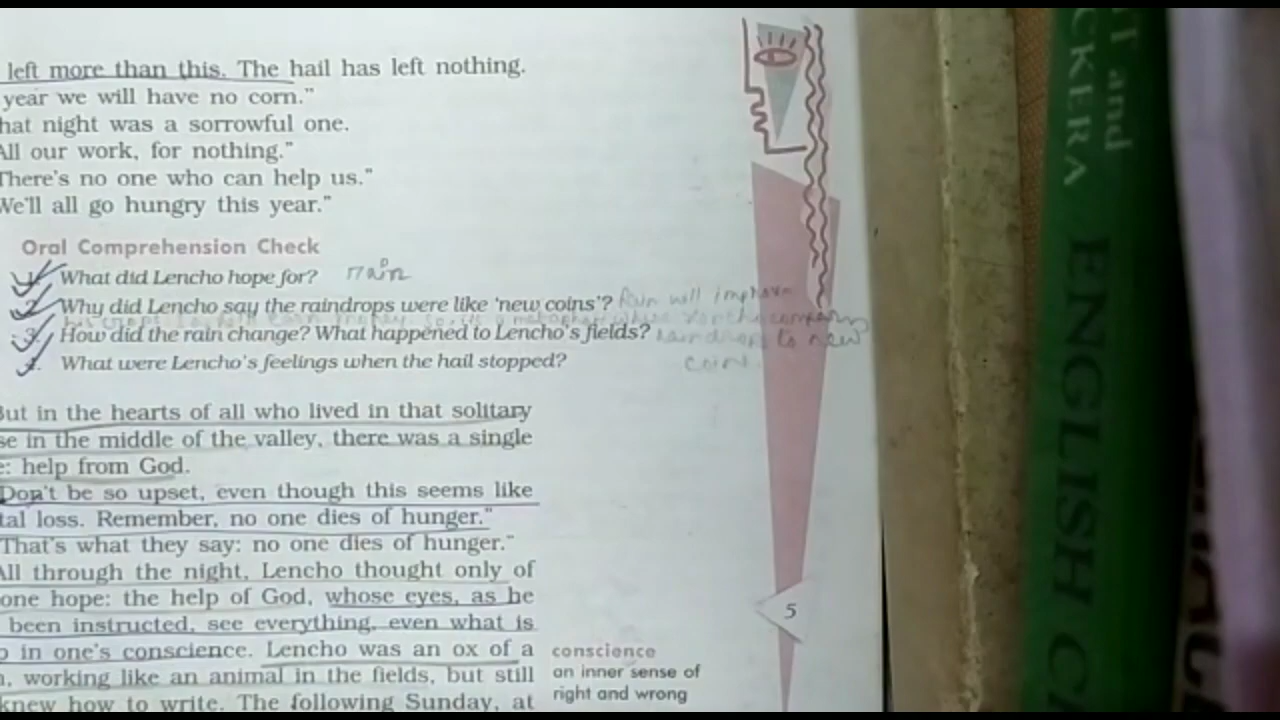 left more than this. The hail has left nothing.
year we will have no corn."
hat night was a sorrowful one.
All our work, for nothing."
There's no one who can help us."
We'll all go hungry this year."
Oral Comprehension Check
1. What did Lencho hope for? rain
2. Why did Lencho say the raindrops were like 'new coins'? Rain will improve
3. How did the rain change? What happened to Lencho's fields? raindrops to new
4. What were Lencho's feelings when the hail stopped? coins.
But in the hearts of all who lived in that solitary
se in the middle of the valley, there was a single
e: help from God.
Don't be so upset, even though this seems like
tal loss. Remember, no one dies of hunger."
That's what they say: no one dies of hunger."
All through the night, Lencho thought only of
one hope: the help of God, whose eyes, as he
been instructed, see everything, even what is
p in one's conscience. Lencho was an ox of a
n, working like an animal in the fields, but still
knew how to write. The following Sunday, at
conscience
an inner sense of
right and wrong
5
T and
CKERA
ENGLISH C